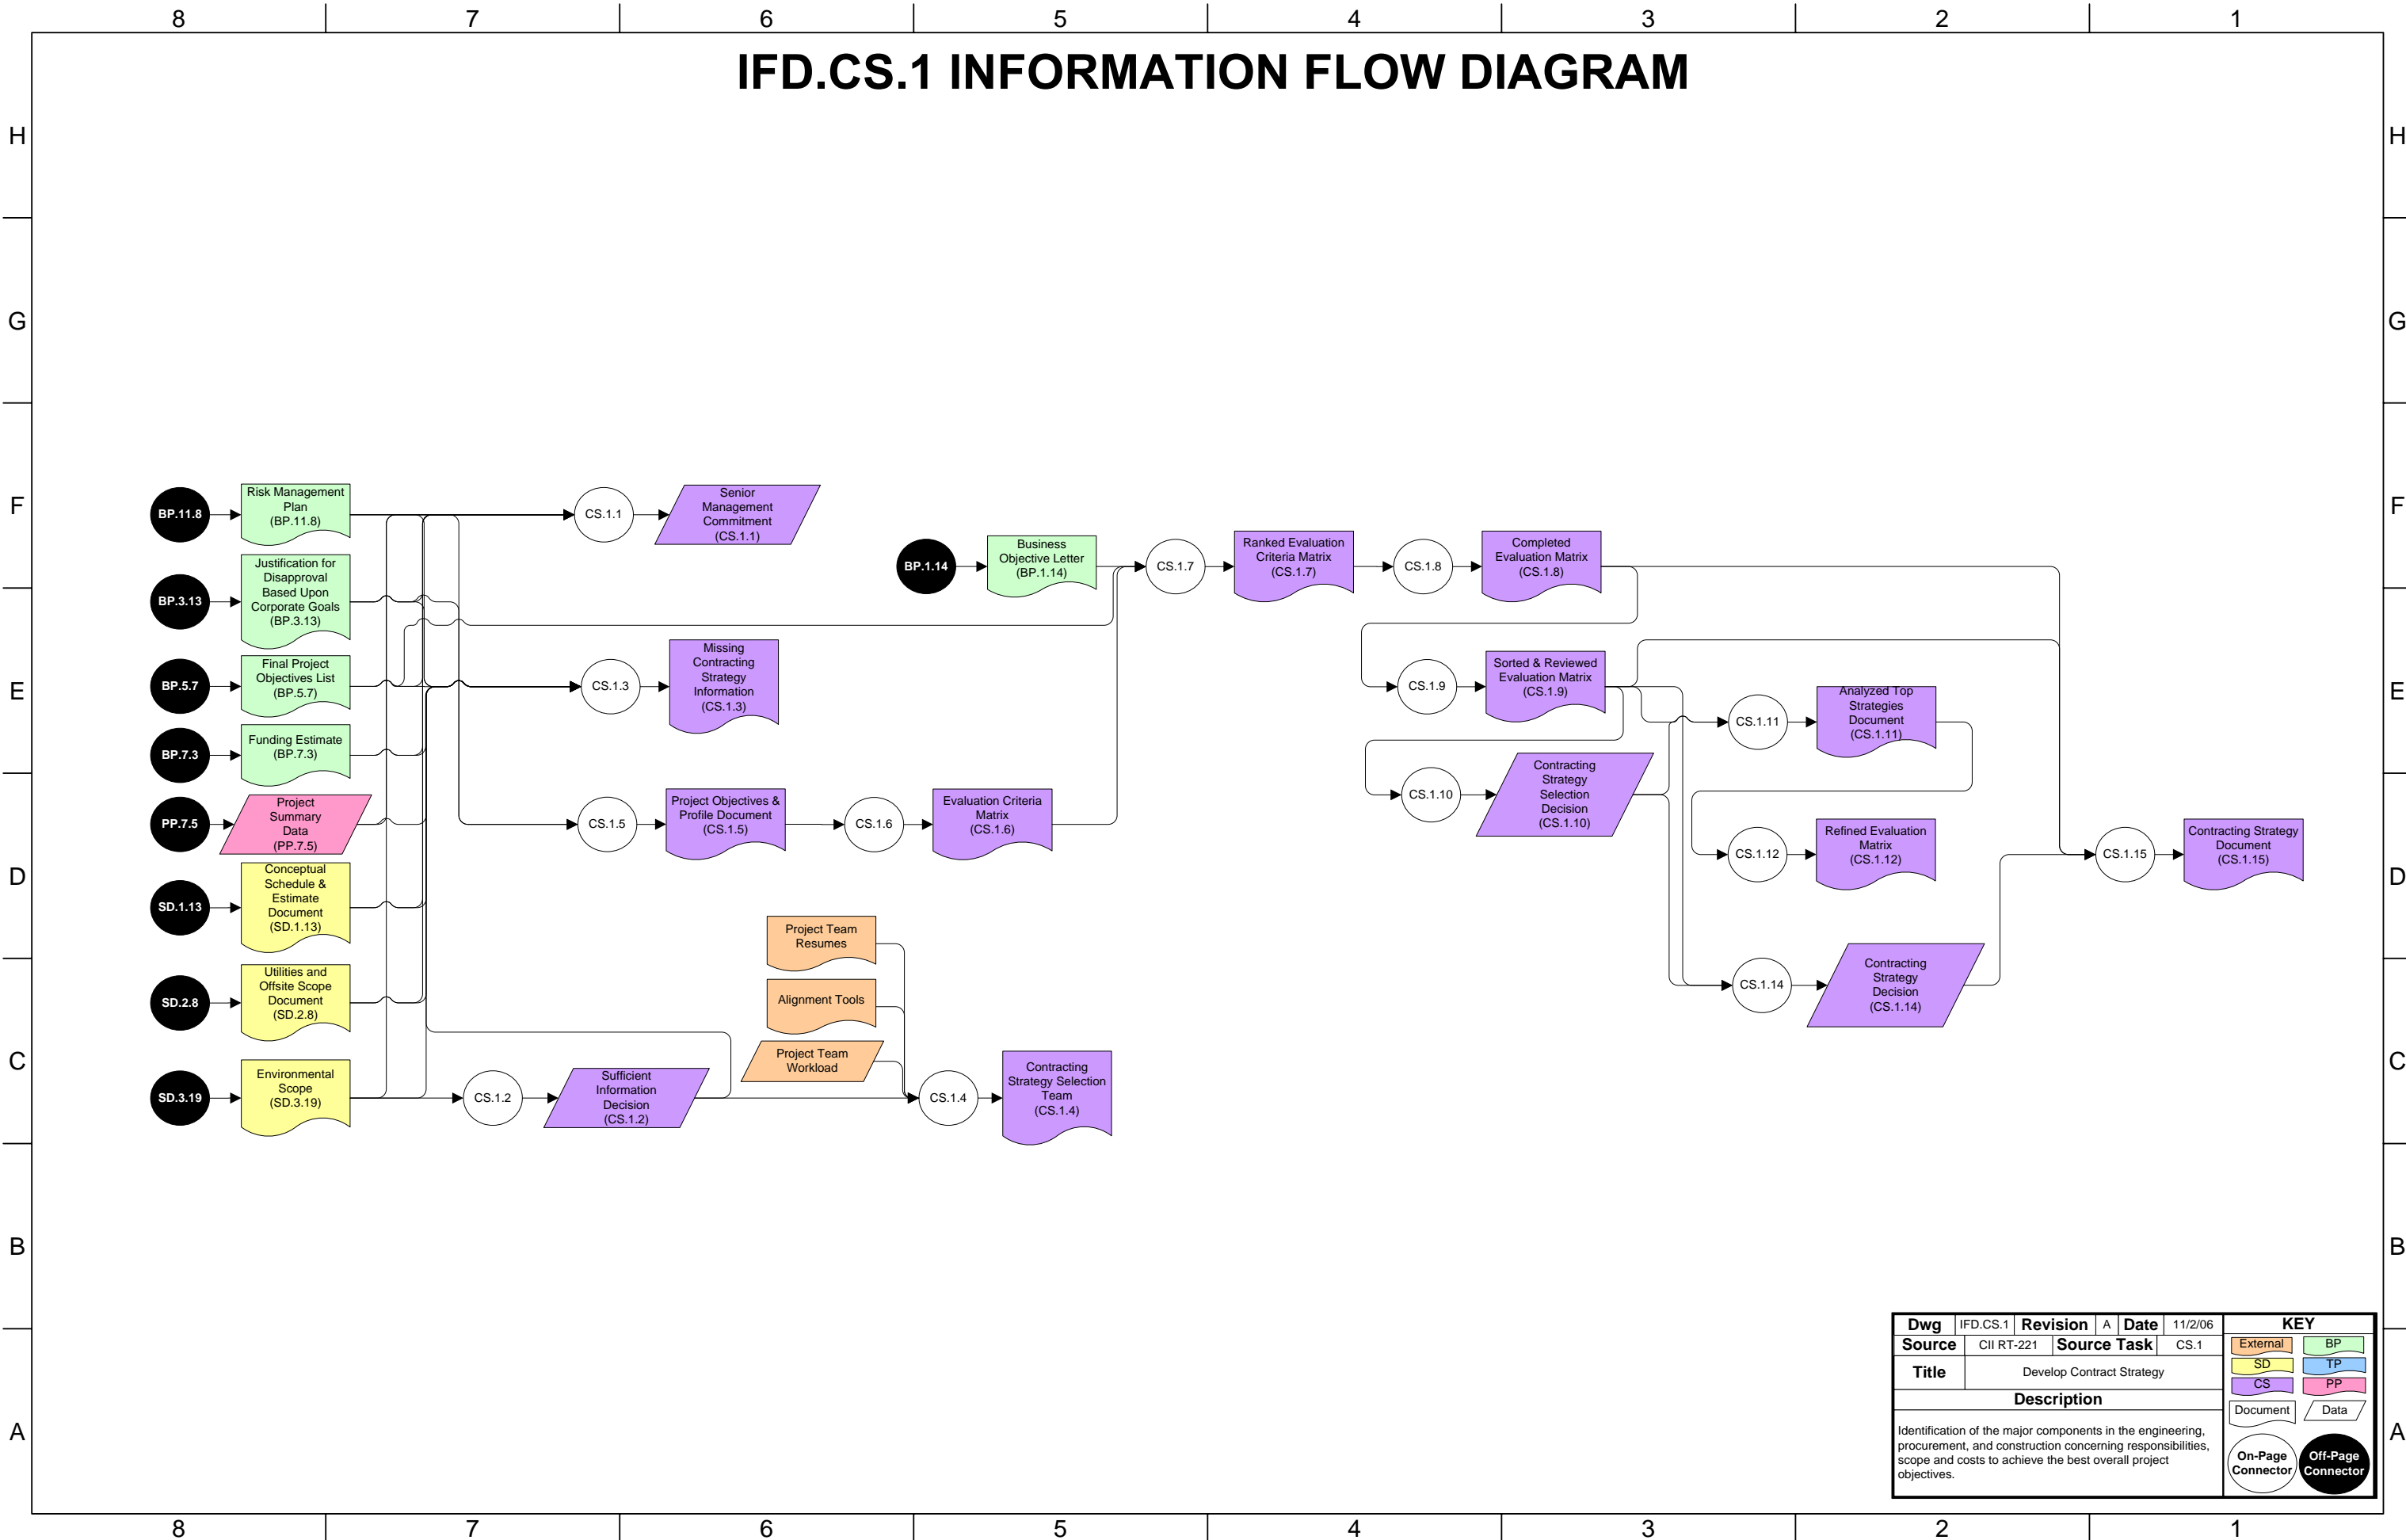 8 7 6 5 4 3 2 1
IFD.CS.1 INFORMATION FLOW DIAGRAM
H H
G G
F F
BP.11.8
Risk Management
Plan
(BP.11.8)
CS.1.1
Senior
Management
Commitment
(CS.1.1)
BP.1.14
Business
Objective Letter
(BP.1.14)
CS.1.7
Ranked Evaluation
Criteria Matrix
(CS.1.7)
CS.1.8
Completed
Evaluation Matrix
(CS.1.8)
BP.3.13
Justification for
Disapproval
Based Upon
Corporate Goals
(BP.3.13)
E E
BP.5.7
Final Project
Objectives List
(BP.5.7)
CS.1.3
Missing
Contracting
Strategy
Information
(CS.1.3)
CS.1.9
Sorted & Reviewed
Evaluation Matrix
(CS.1.9)
CS.1.11
Analyzed Top
Strategies
Document
(CS.1.11)
BP.7.3
Funding Estimate
(BP.7.3)
CS.1.10
Contracting
Strategy
Selection
Decision
(CS.1.10)
PP.7.5
Project
Summary
Data
(PP.7.5)
CS.1.5
Project Objectives &
Profile Document
(CS.1.5)
CS.1.6
Evaluation Criteria
Matrix
(CS.1.6)
CS.1.12
Refined Evaluation
Matrix
(CS.1.12)
CS.1.15
Contracting Strategy
Document
(CS.1.15)
D D
SD.1.13
Conceptual
Schedule &
Estimate
Document
(SD.1.13)
Project Team
Resumes
SD.2.8
Utilities and
Offsite Scope
Document
(SD.2.8)
Alignment Tools
CS.1.14
Contracting
Strategy
Decision
(CS.1.14)
C C
Project Team
Workload
SD.3.19
Environmental
Scope
(SD.3.19)
CS.1.2
Sufficient
Information
Decision
(CS.1.2)
CS.1.4
Contracting
Strategy Selection
Team
(CS.1.4)
B B
A A
Dwg IFD.CS.1 Revision A Date 11/2/06
Source CII RT-221 Source Task CS.1
Title Develop Contract Strategy
Description
Identification of the major components in the engineering,
procurement, and construction concerning responsibilities,
scope and costs to achieve the best overall project
objectives.
KEY
External BP
SD TP
CS PP
Document Data
On-Page
Connector
Off-Page
Connector
8 7 6 5 4 3 2 1